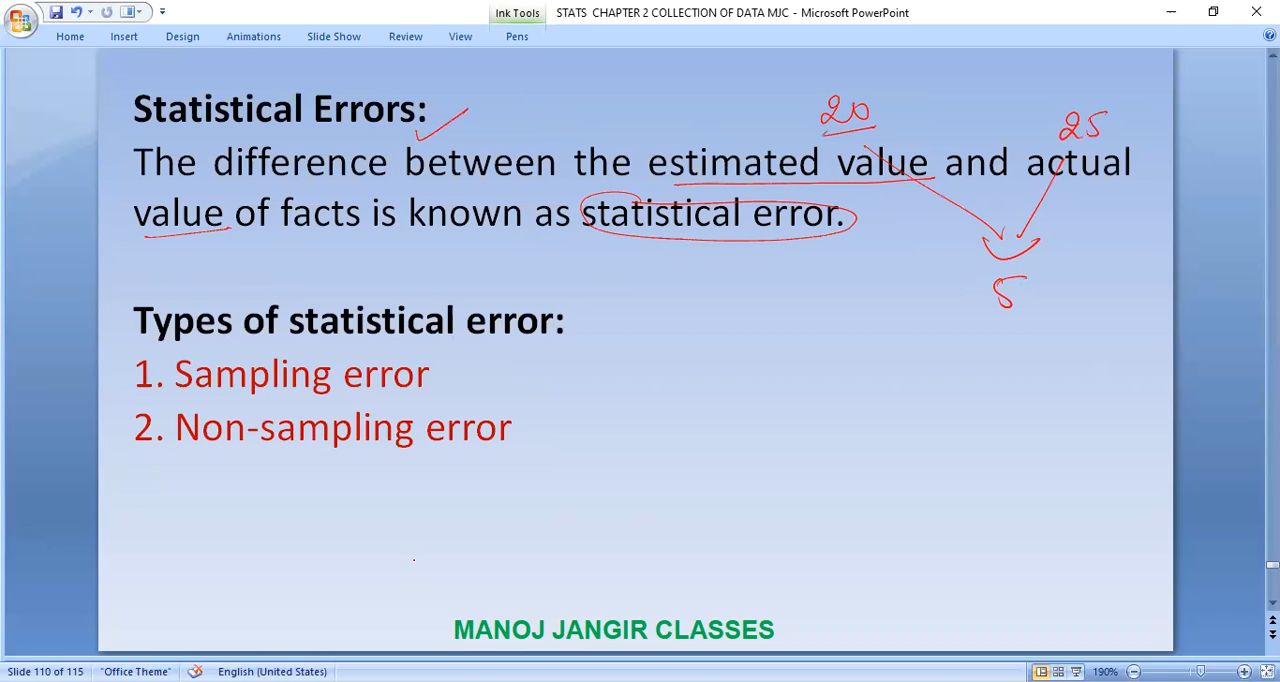 Ink Tools
STATS CHAPTER 2 COLLECTION OF DATA MJC - Microsoft PowerPoint
Home Insert Design Animations Slide Show Review View Pens
Statistical Errors:
20 25
The difference between the estimated value and actual
value of facts is known as statistical error.
5
Types of statistical error:
1. Sampling error
2. Non-sampling error
MANOJ JANGIR CLASSES
Slide 110 of 115 "Office Theme" English (United States) 190%